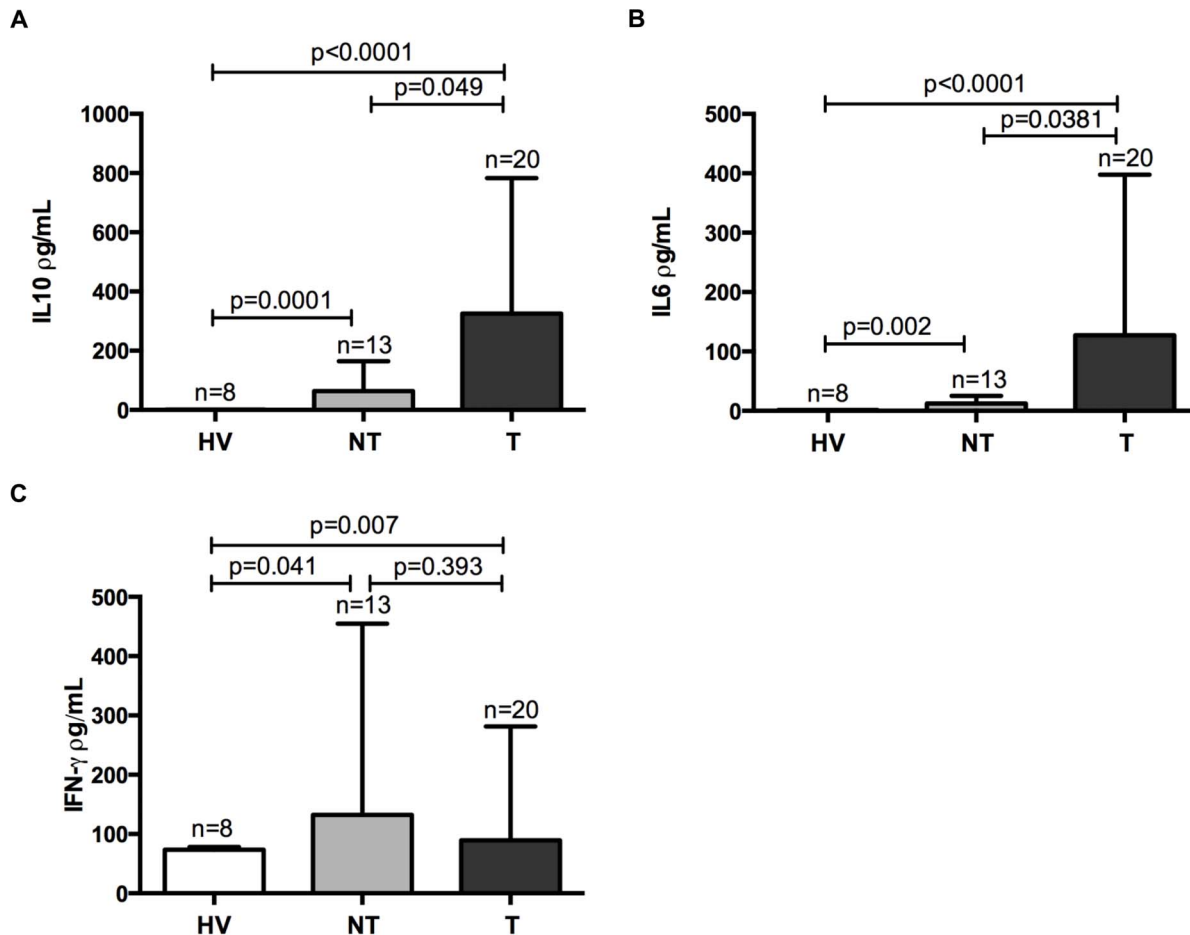 A
p<0.0001
p=0.049
1000
800
600
400
200
0
IL10 ρg/mL
n=8
p=0.0001
n=13
n=20
HV NT T
B
p<0.0001
p=0.0381
500
400
300
200
100
0
IL6 ρg/mL
n=8
p=0.002
n=13
n=20
HV NT T
C
p=0.007
p=0.041 p=0.393
500
400
300
200
100
0
IFN-γ ρg/mL
n=8
n=13
n=20
HV NT T